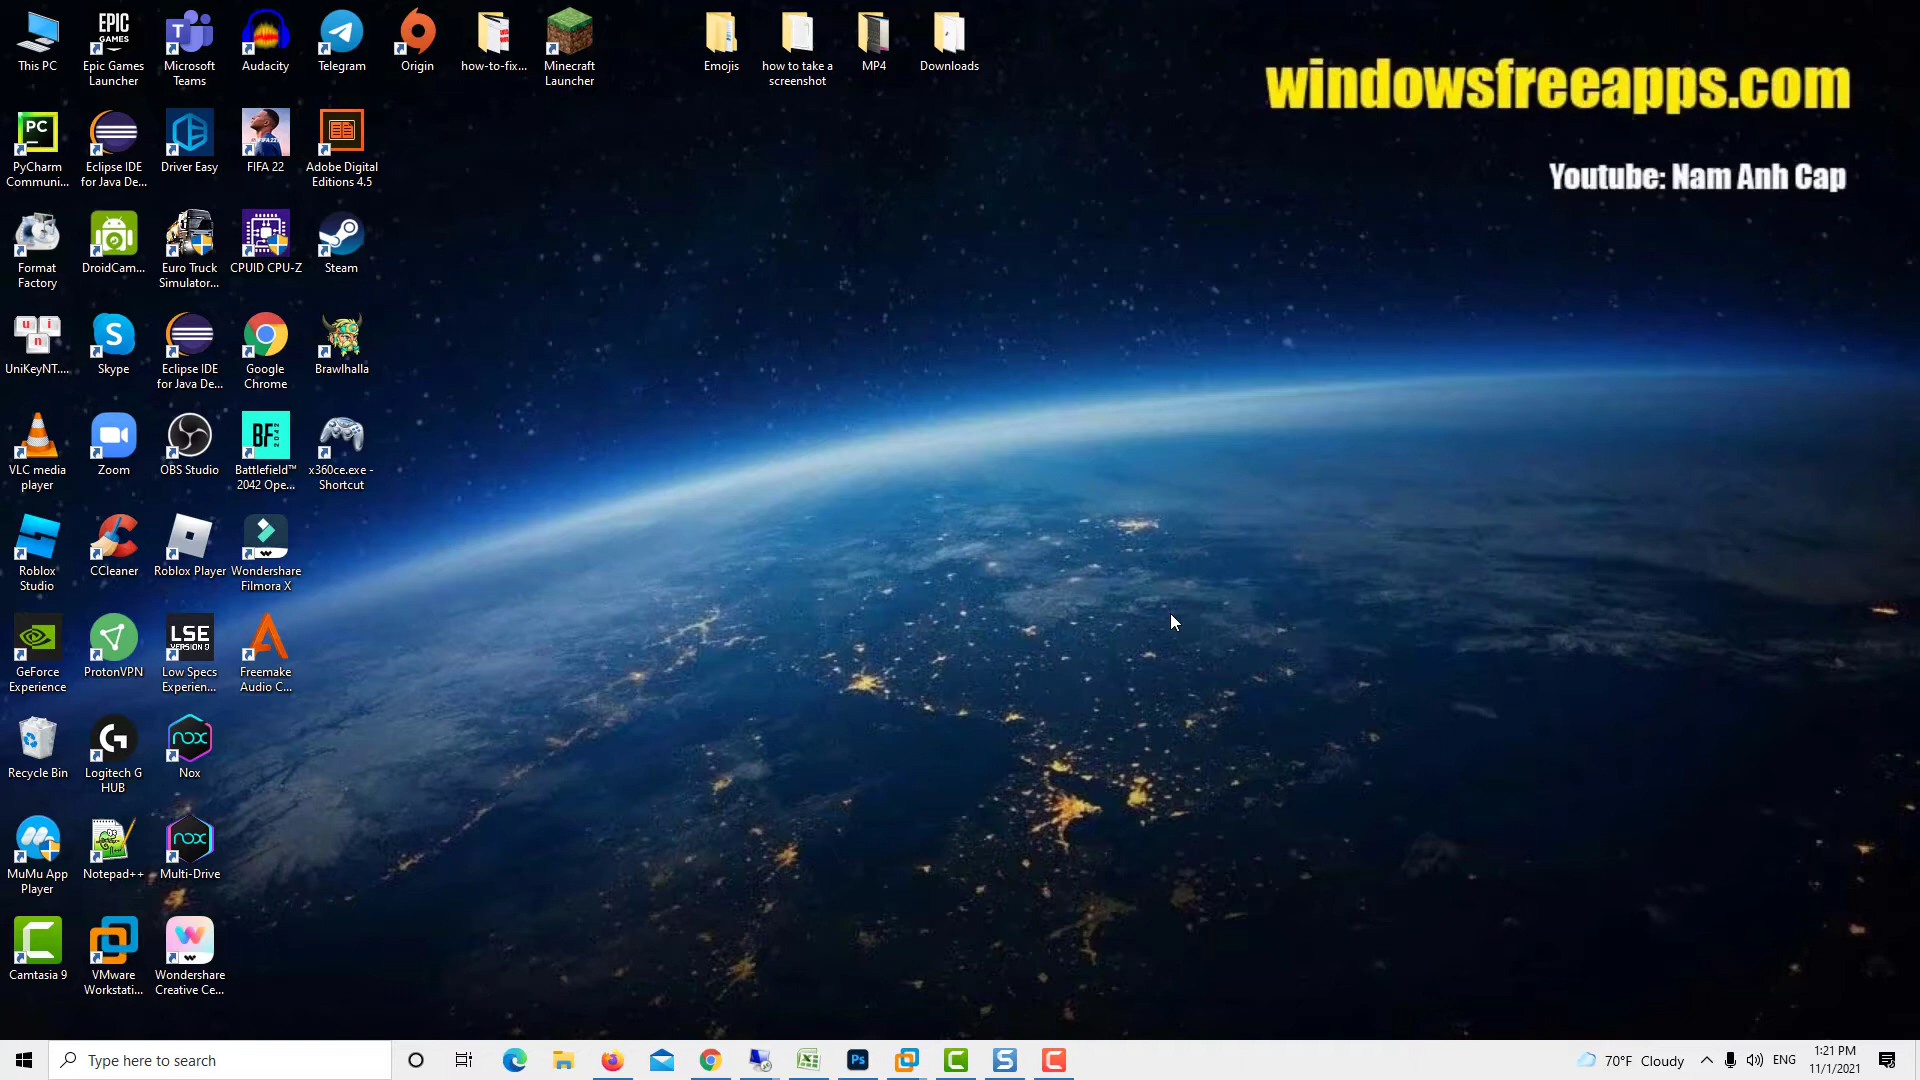 This PC
EPIC
GAMES
Epic Games
Launcher
Microsoft
Teams
Audacity
Telegram
Origin
how-to-fix...
Minecraft
Launcher
Emojis
how to take a
screenshot
MP4
Downloads
windowsfreeapps.com
Youtube: Nam Anh Cap
PC
PyCharm
Communi...
Eclipse IDE
for Java De...
Driver Easy
FIFA 22
Adobe Digital
Editions 4.5
Format
Factory
DroidCam...
Euro Truck
Simulator...
CPUID CPU-Z
Steam
u i
n
UniKeyNT....
Skype
Eclipse IDE
for Java De...
Google
Chrome
Brawlhalla
VLC media
player
Zoom
OBS Studio
BF 2042
Battlefield™
2042 Ope...
x360ce.exe -
Shortcut
Roblox
Studio
CCleaner
Roblox Player
Wondershare
Filmora X
GeForce
Experience
ProtonVPN
LSE
VERSION 9
Low Specs
Experien...
Freemake
Audio C...
Recycle Bin
Logitech G
HUB
nox
Nox
MuMu App
Player
Notepad++
nox
Multi-Drive
Camtasia 9
VMware
Workstati...
Wondershare
Creative Ce...
Type here to search
Ps
70°F Cloudy
ENG
1:21 PM
11/1/2021